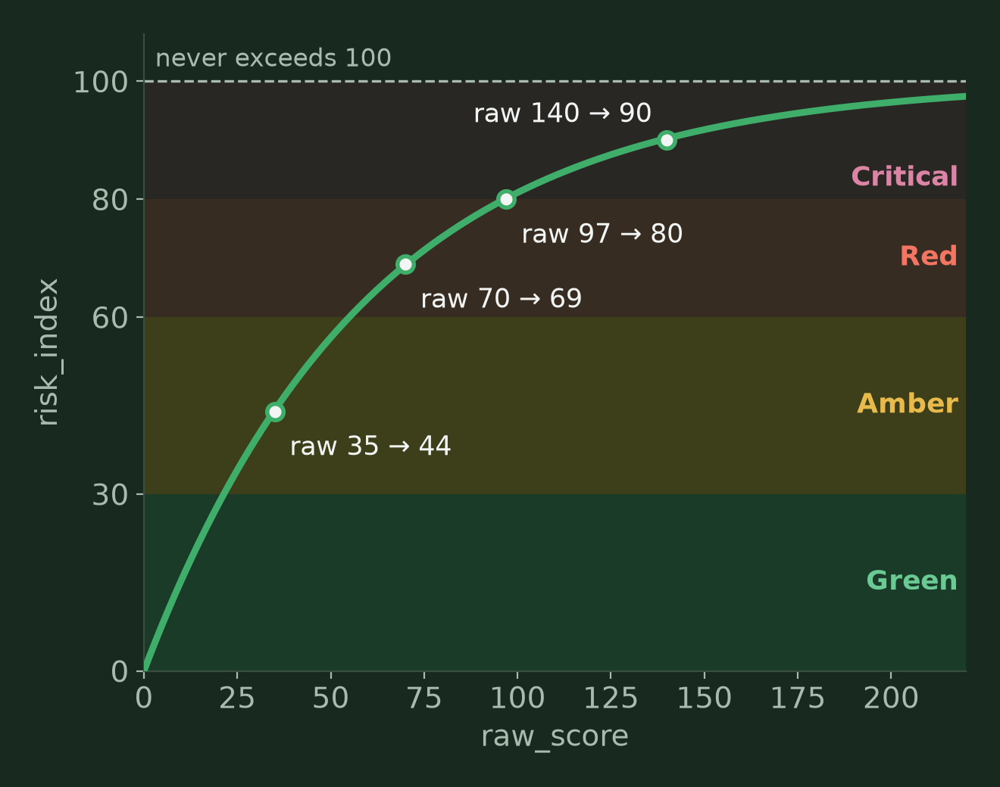 never exceeds 100
100
raw 140 → 90
Critical
80
raw 97 → 80
Red
raw 70 → 69
60
risk_index
Amber
raw 35 → 44
30
Green
0
0 25 50 75 100 125 150 175 200
raw_score